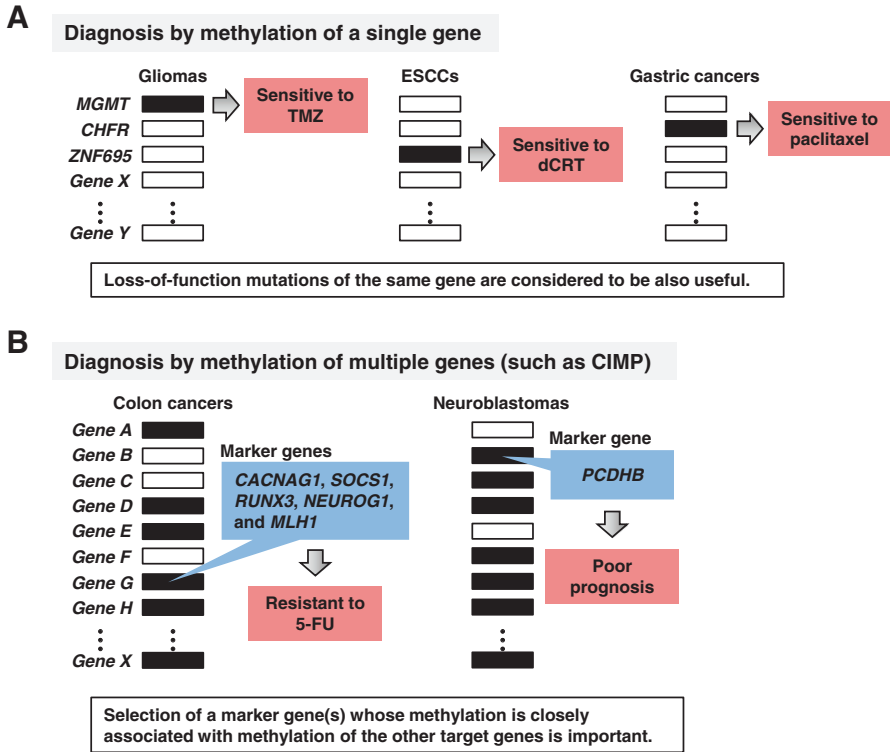 A
Diagnosis by methylation of a single gene
Gliomas
ESCCs
Gastric cancers
MGMT
CHFR
ZNF695
Gene X
Gene Y
Sensitive to
TMZ
Sensitive to
dCRT
Sensitive to
paclitaxel
Loss-of-function mutations of the same gene are considered to be also useful.
B
Diagnosis by methylation of multiple genes (such as CIMP)
Colon cancers
Neuroblastomas
Gene A
Gene B
Gene C
Gene D
Gene E
Gene F
Gene G
Gene H
Gene X
Marker genes
CACNAG1, SOCS1,
RUNX3, NEUROG1,
and MLH1
Resistant to
5-FU
Marker gene
PCDHB
Poor
prognosis
Selection of a marker gene(s) whose methylation is closely
associated with methylation of the other target genes is important.